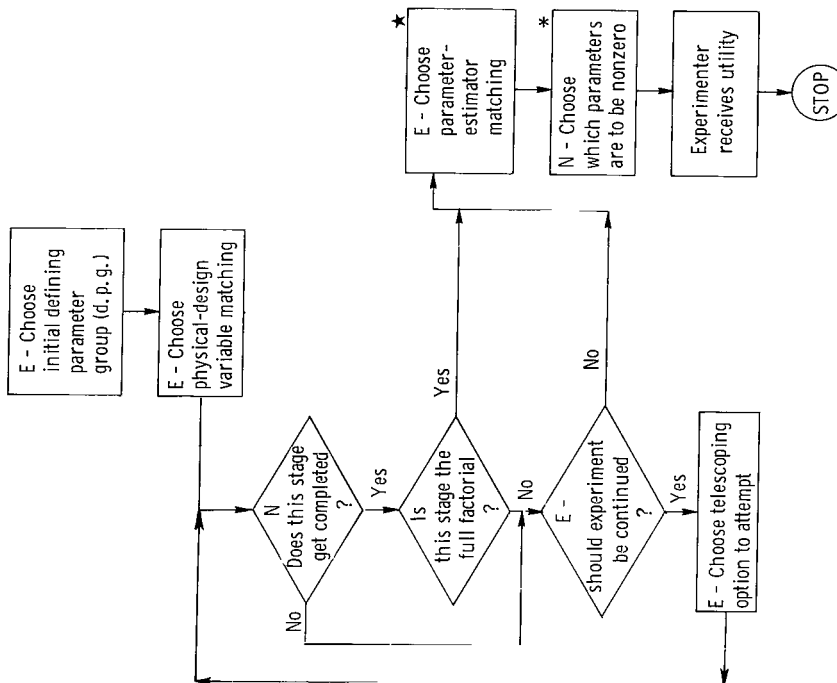 E - Choose
initial defining
parameter
group (d. p. g.)
E - Choose
physical-design
variable matching
N
Does this stage
get completed
?
No
Yes
Is
this stage the
full factorial
?
Yes
No
E -
should experiment
be continued
?
No
Yes
E - Choose telescoping
option to attempt
★
E - Choose
parameter-
estimator
matching
*
N - Choose
which parameters
are to be nonzero
Experimenter
receives utility
STOP